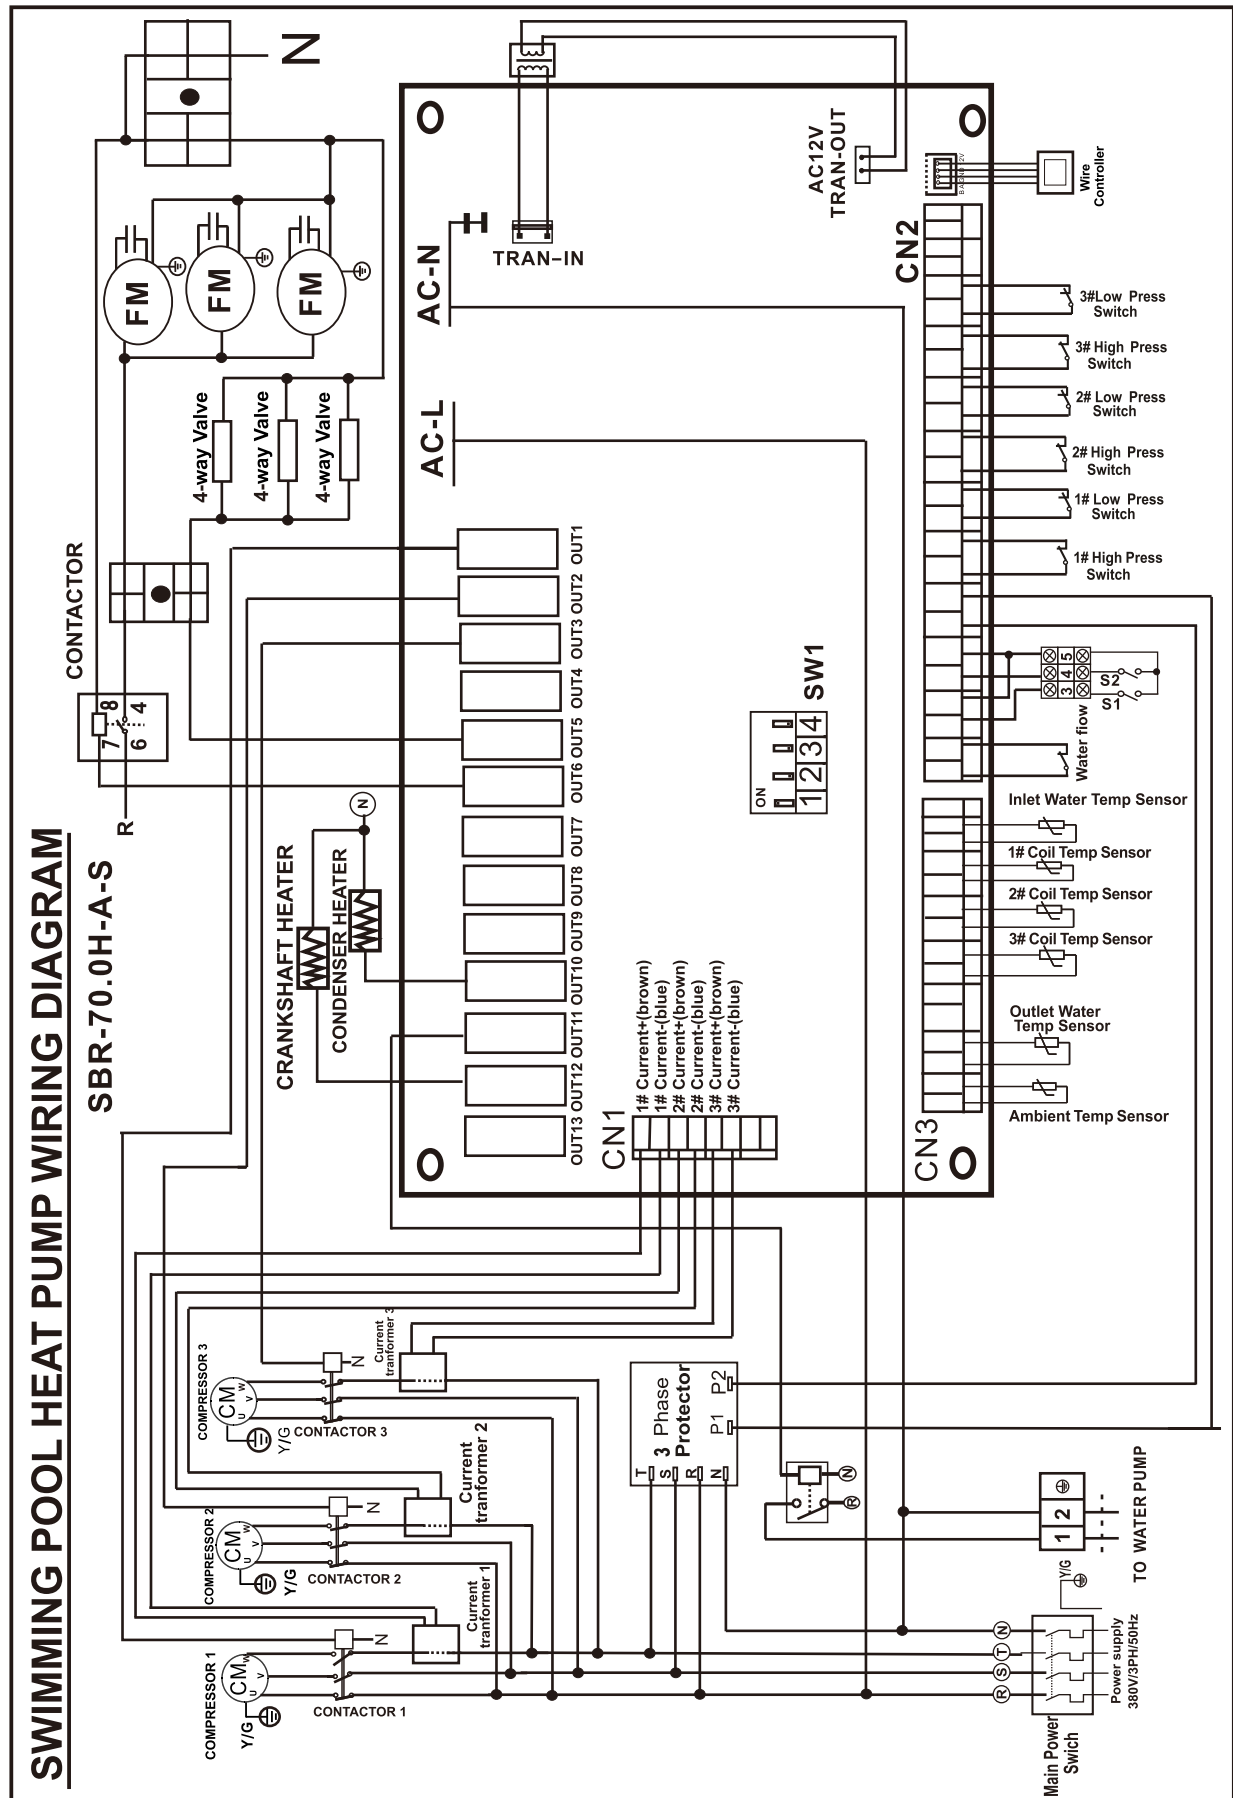 SWIMMING POOL HEAT PUMP WIRING DIAGRAM
SBR-70.0H-A-S
N
FM
FM
FM
4-way Valve
4-way Valve
4-way Valve
CONTACTOR
8
4
7
6
R
CRANKSHAFT HEATER
CONDENSER HEATER
N
AC-N
AC-L
TRAN–IN
AC12V
TRAN-OUT
B A GND 12V
Wire
Controller
CN2
3#Low Press
Switch
3# High Press
Switch
2# Low Press
Switch
2# High Press
Switch
1# Low Press
Switch
1# High Press
Switch
5
4
3
S2
S1
Water fiow
OUT1
OUT2
OUT3
OUT4
OUT5
OUT6
OUT7
OUT8
OUT9
OUT10
OUT11
OUT12
OUT13
SW1
ON
1 2 3 4
Inlet Water Temp Sensor
1# Coil Temp Sensor
2# Coil Temp Sensor
3# Coil Temp Sensor
Outlet Water
Temp Sensor
Ambient Temp Sensor
CN3
CN1
1# Current+(brown)
1# Current-(blue)
2# Current+(brown)
2# Current-(blue)
3# Current+(brown)
3# Current-(blue)
COMPRESSOR 3
CM
W
V
U
Y/G
CONTACTOR 3
N
Current
tranformer 3
COMPRESSOR 2
CM
W
V
U
Y/G
CONTACTOR 2
N
Current
tranformer 2
COMPRESSOR 1
CM
W
V
U
Y/G
CONTACTOR 1
N
Current
tranformer 1
3 Phase
Protector
P2
P1
T
S
R
N
N
R
1 2
TO WATER PUMP
Y/G
N
T
S
R
Power supply
380V/3PH/50Hz
Main Power
Swich